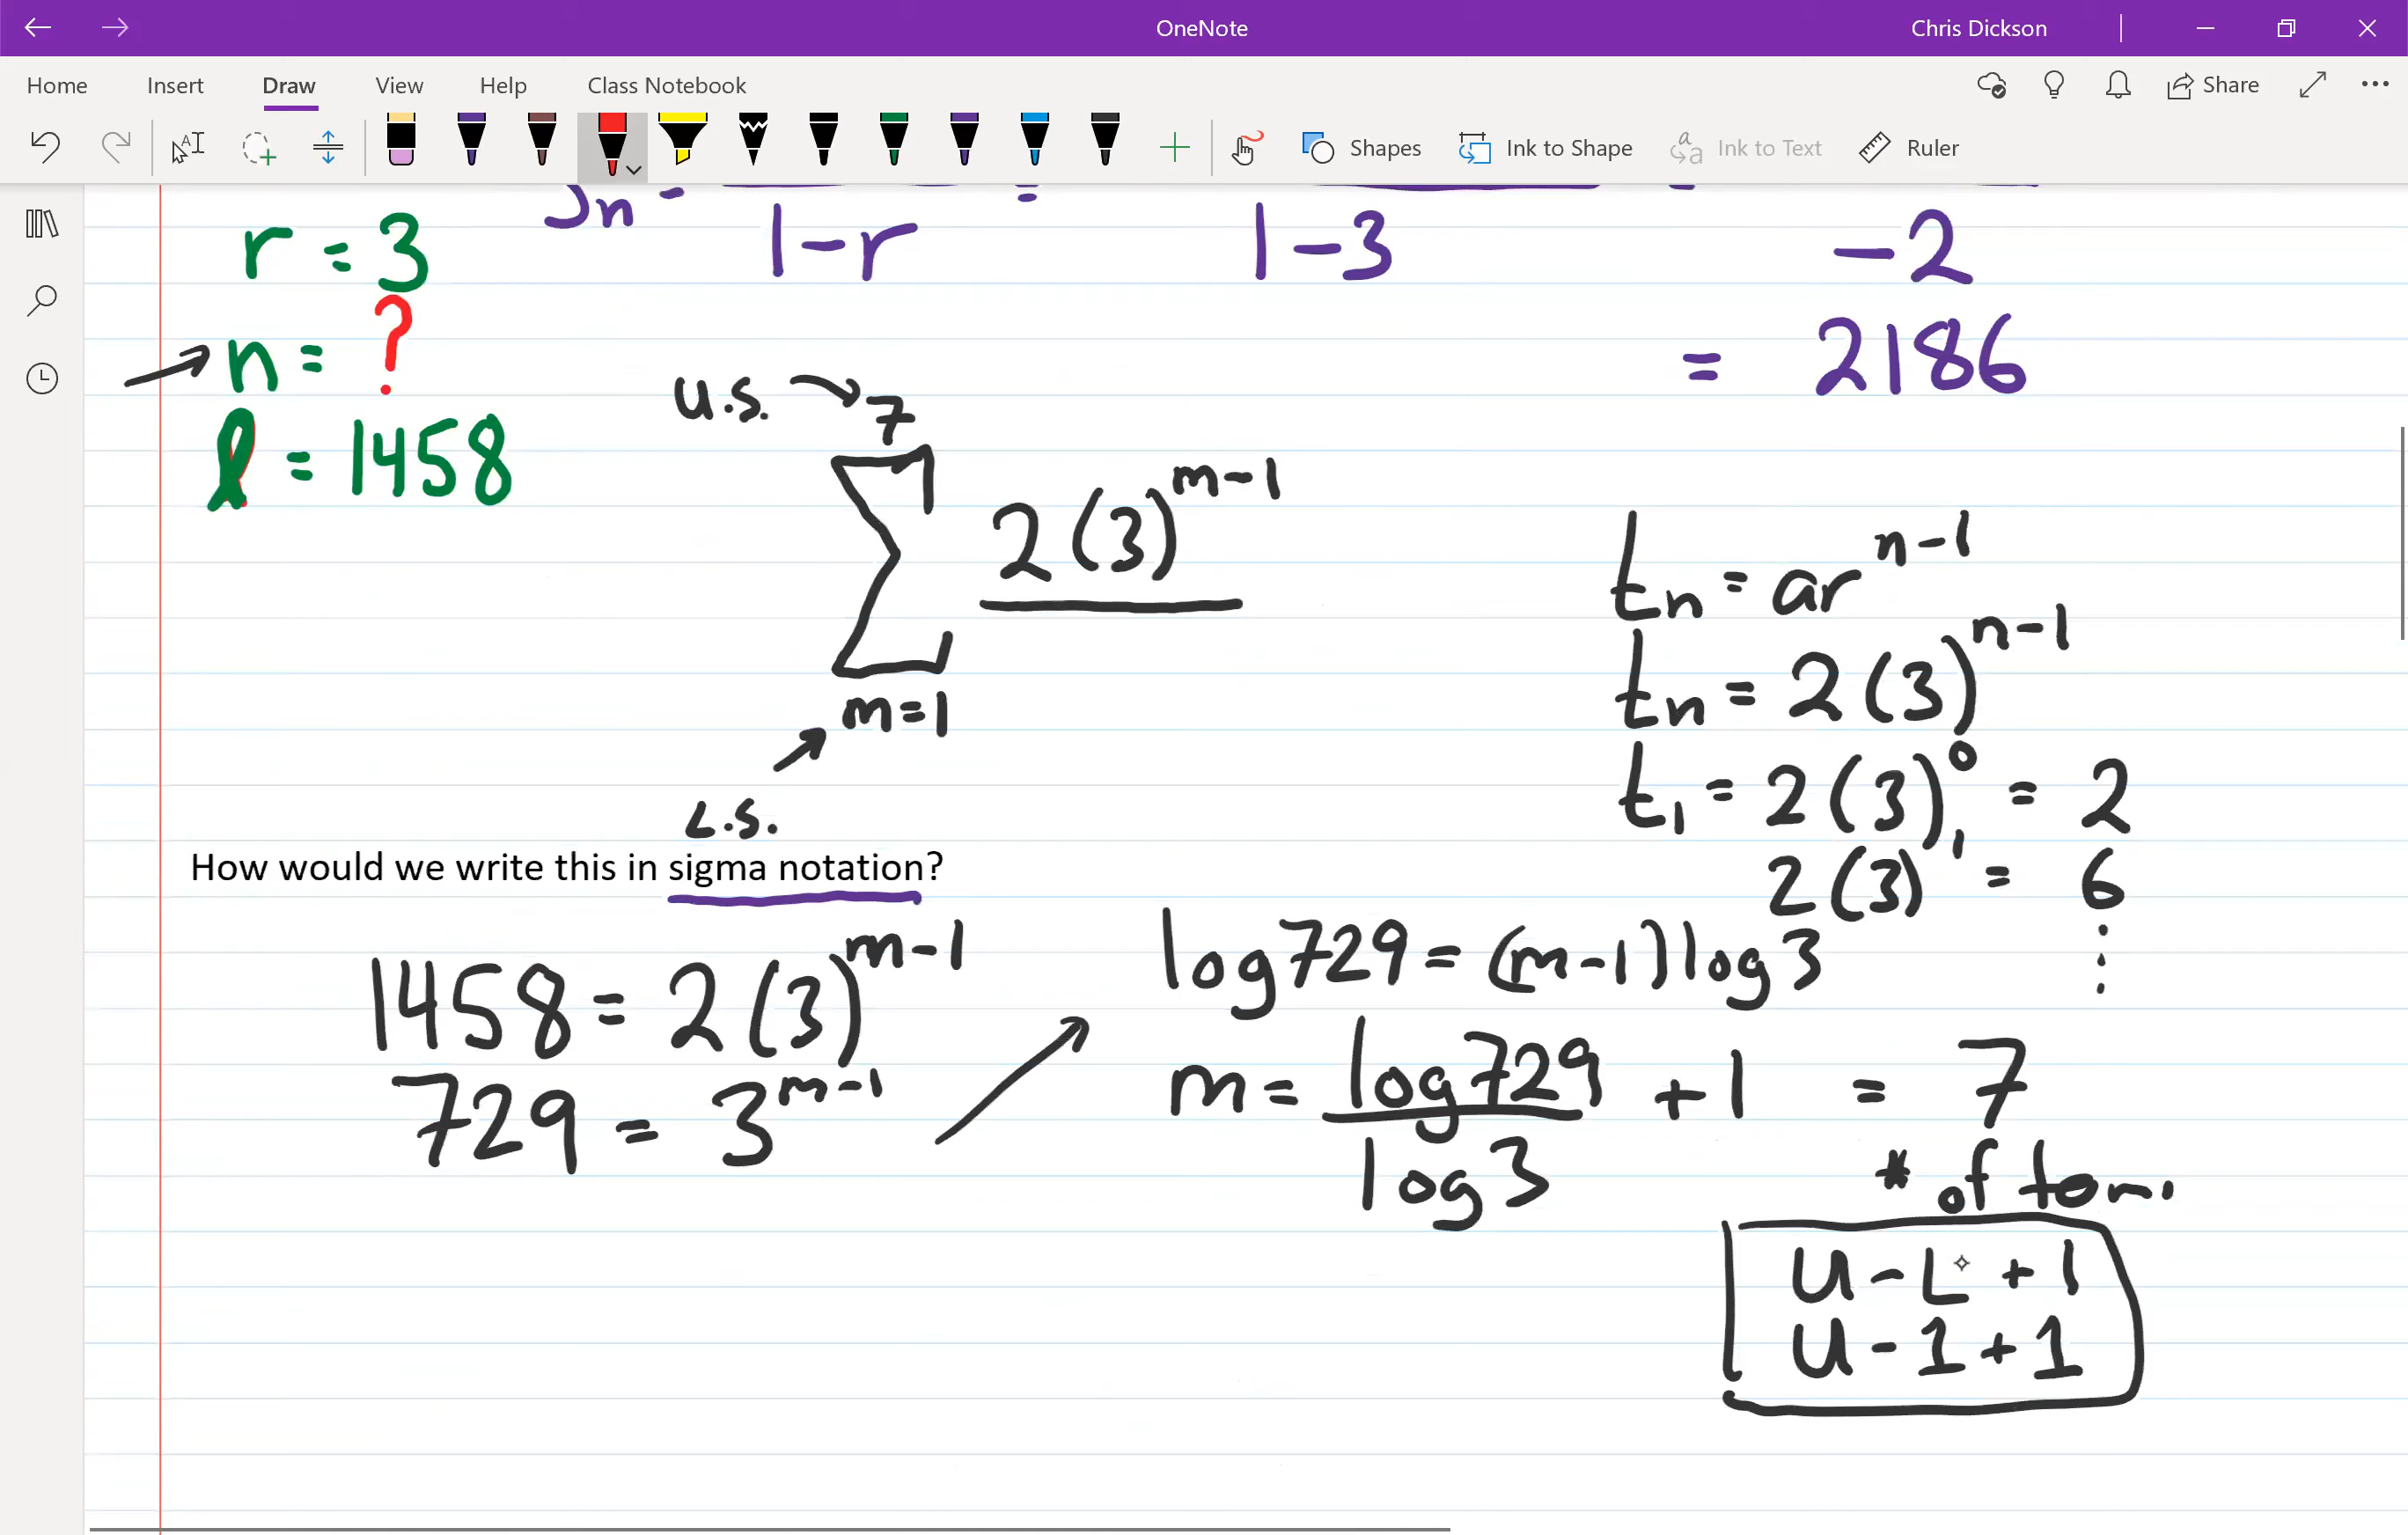 OneNote
Chris Dickson
Home Insert Draw View Help Class Notebook Share
Shapes Ink to Shape Ink to Text Ruler
r = 3
n = ?
l = 1458
1-r
1-3
-2
= 2186
u.s. 7
Σ 2(3)^{m-1}
m=1
L.S.
t_n = ar^{n-1}
t_n = 2(3)^{n-1}
t_1 = 2(3)^0 = 2
2(3)^1 = 6
⋮
How would we write this in sigma notation?
1458 = 2(3)^{m-1}
729 = 3^{m-1}
log729 = (m-1)log3
m = log729/log3 + 1 = 7
# of
U-L+1
U-1+1